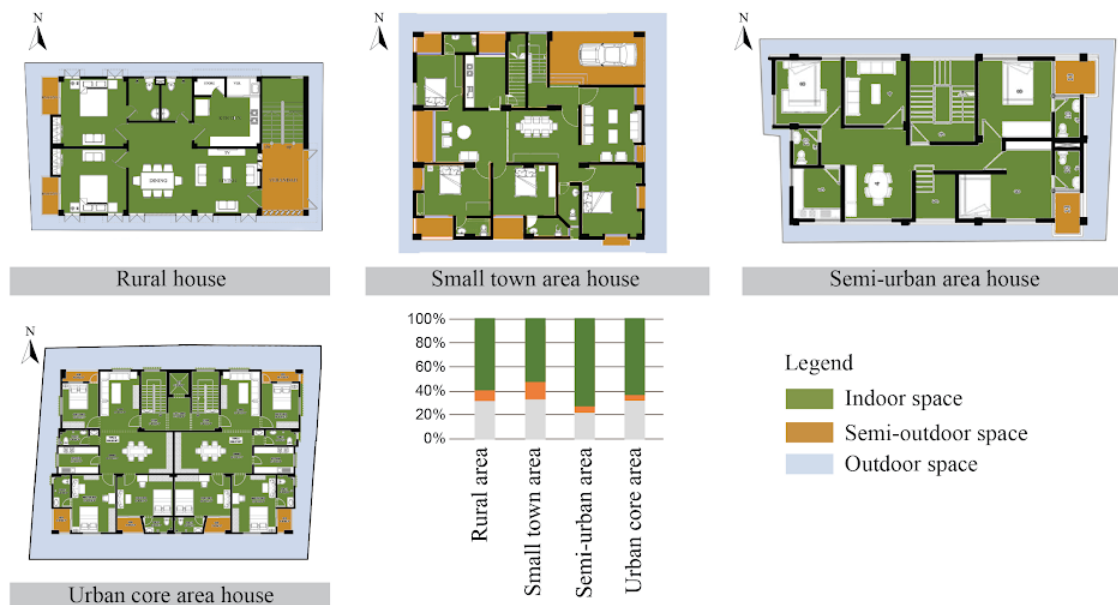 N
N
N
Rural house
Small town area house
Semi-urban area house
N
Urban core area house
100%
80%
60%
40%
20%
0%
Rural area
Small town area
Semi-urban area
Urban core area
Legend
Indoor space
Semi-outdoor space
Outdoor space